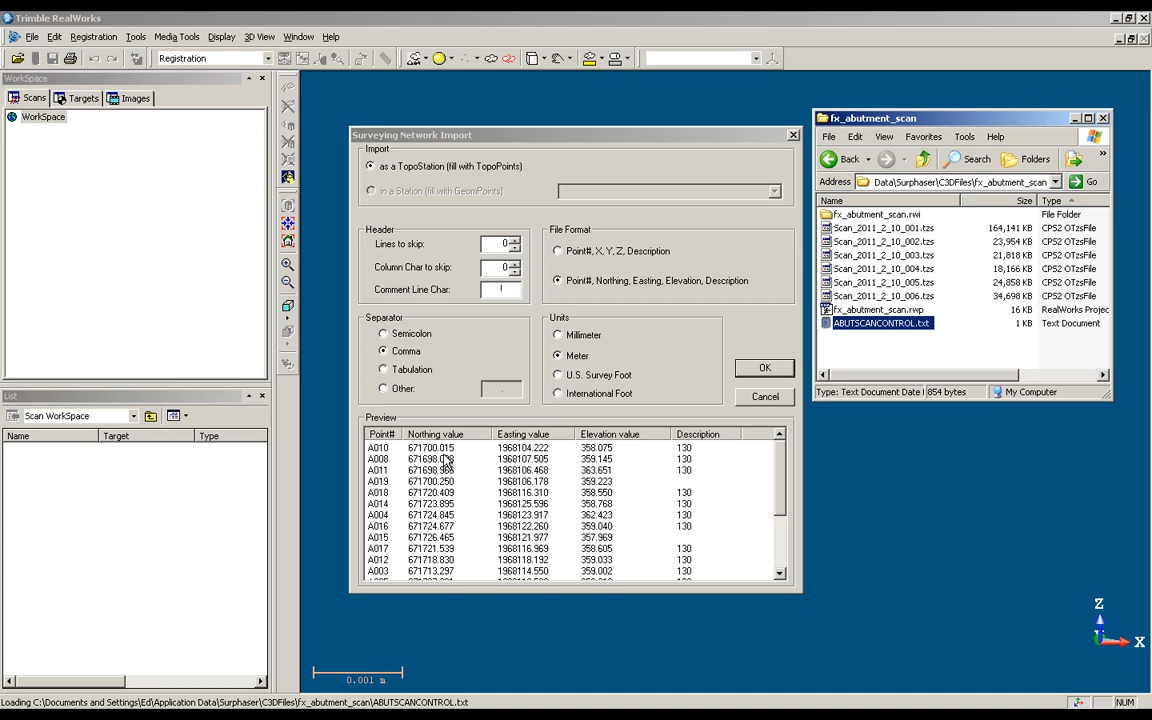 Trimble RealWorks
File Edit Registration Tools Media Tools Display 3D View Window Help
Registration
WorkSpace
Scans Targets Images
WorkSpace
List
Scan WorkSpace
Name Target Type
Surveying Network Import
Import
as a TopoStation (fill with TopoPoints)
in a Station (fill with GeomPoints)
Header
Lines to skip: 0
Column Char to skip: 0
Comment Line Char: !
File Format
Point#, X, Y, Z, Description
Point#, Northing, Easting, Elevation, Description
Separator
Semicolon
Comma
Tabulation
Other:
Units
Millimeter
Meter
U.S. Survey Foot
International Foot
OK
Cancel
Preview
Point# Northing value Easting value Elevation value Description
A010 671700.015 1968104.222 358.075 130
A008 1968107.505 359.145 130
A011 1968106.468 363.651 130
A019 671700.250 1968106.178 359.223
A018 671720.409 1968116.310 358.550 130
A014 671723.895 1968125.596 358.768 130
A004 671724.845 1968123.917 362.423 130
A016 671724.677 1968122.260 359.040 130
A015 671726.465 1968121.977 357.969
A017 671721.539 1968116.969 358.605 130
A012 671718.830 1968118.192 359.033 130
A003 671713.297 1968114.550 359.002 130
fx_abutment_scan
File Edit View Favorites Tools Help
Back Search Folders
Address Data\Surphaser\C3DFiles\fx_abutment_scan Go
Name Size Type
fx_abutment_scan.rwi File Folder
Scan_2011_2_10_001.tzs 164,141 KB CPS2 OTzsFile
Scan_2011_2_10_002.tzs 23,954 KB CPS2 OTzsFile
Scan_2011_2_10_003.tzs 21,818 KB CPS2 OTzsFile
Scan_2011_2_10_004.tzs 18,166 KB CPS2 OTzsFile
Scan_2011_2_10_005.tzs 24,858 KB CPS2 OTzsFile
Scan_2011_2_10_006.tzs 34,698 KB CPS2 OTzsFile
fx_abutment_scan.rwp 16 KB RealWorks Projec
ABUTSCANCONTROL.txt 1 KB Text Document
Type: Text Document Date 854 bytes My Computer
Z
X
0.001 m
Loading C:\Documents and Settings\Ed\Application Data\Surphaser\C3DFiles\fx_abutment_scan\ABUTSCANCONTROL.txt
NUM